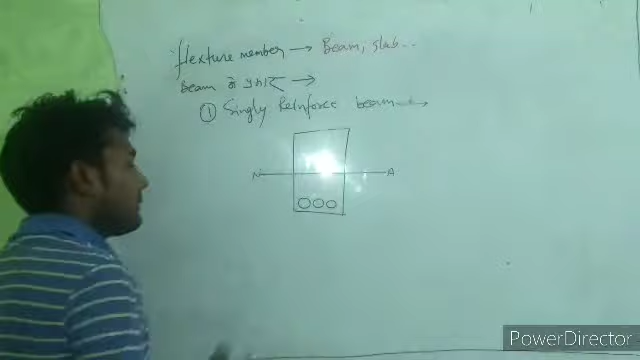 flexture member → Beam, slab...
Beam के प्रकार →
① Singly Reinforce beam →
N A
PowerDirector